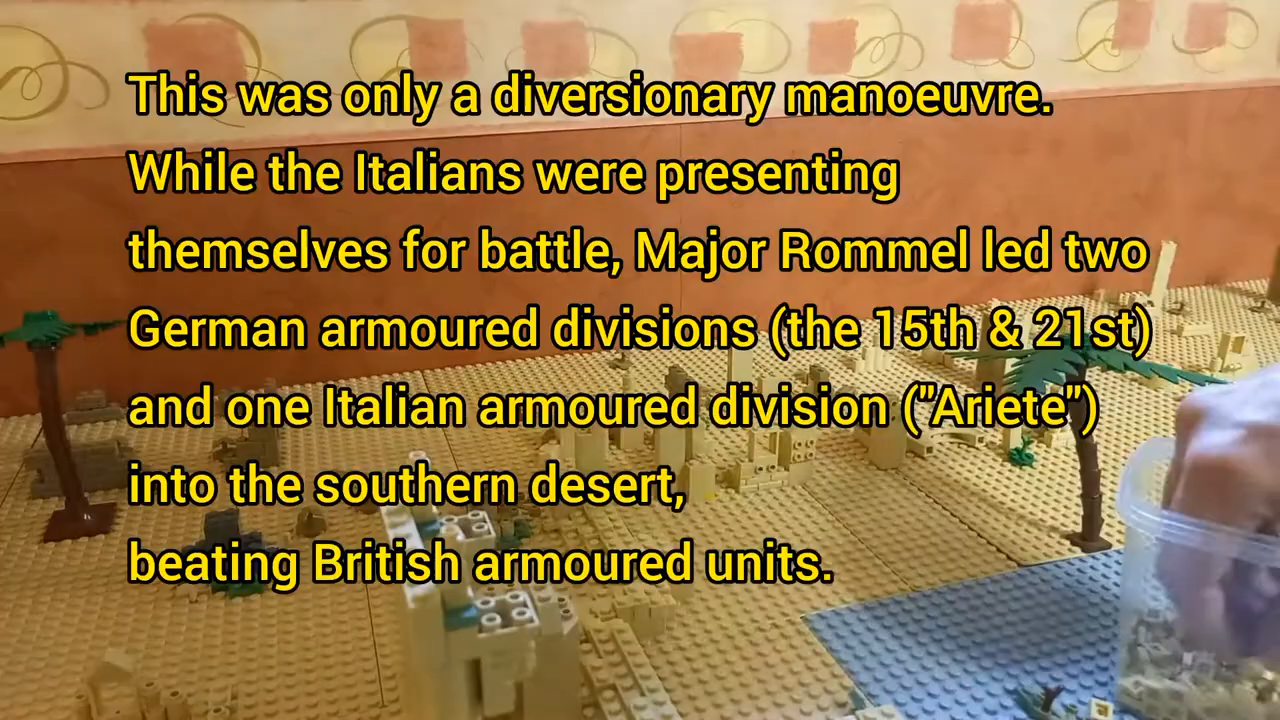 This was only a diversionary manoeuvre.
While the Italians were presenting
themselves for battle, Major Rommel led two
German armoured divisions (the 15th & 21st)
and one Italian armoured division ("Ariete")
into the southern desert,
beating British armoured units.